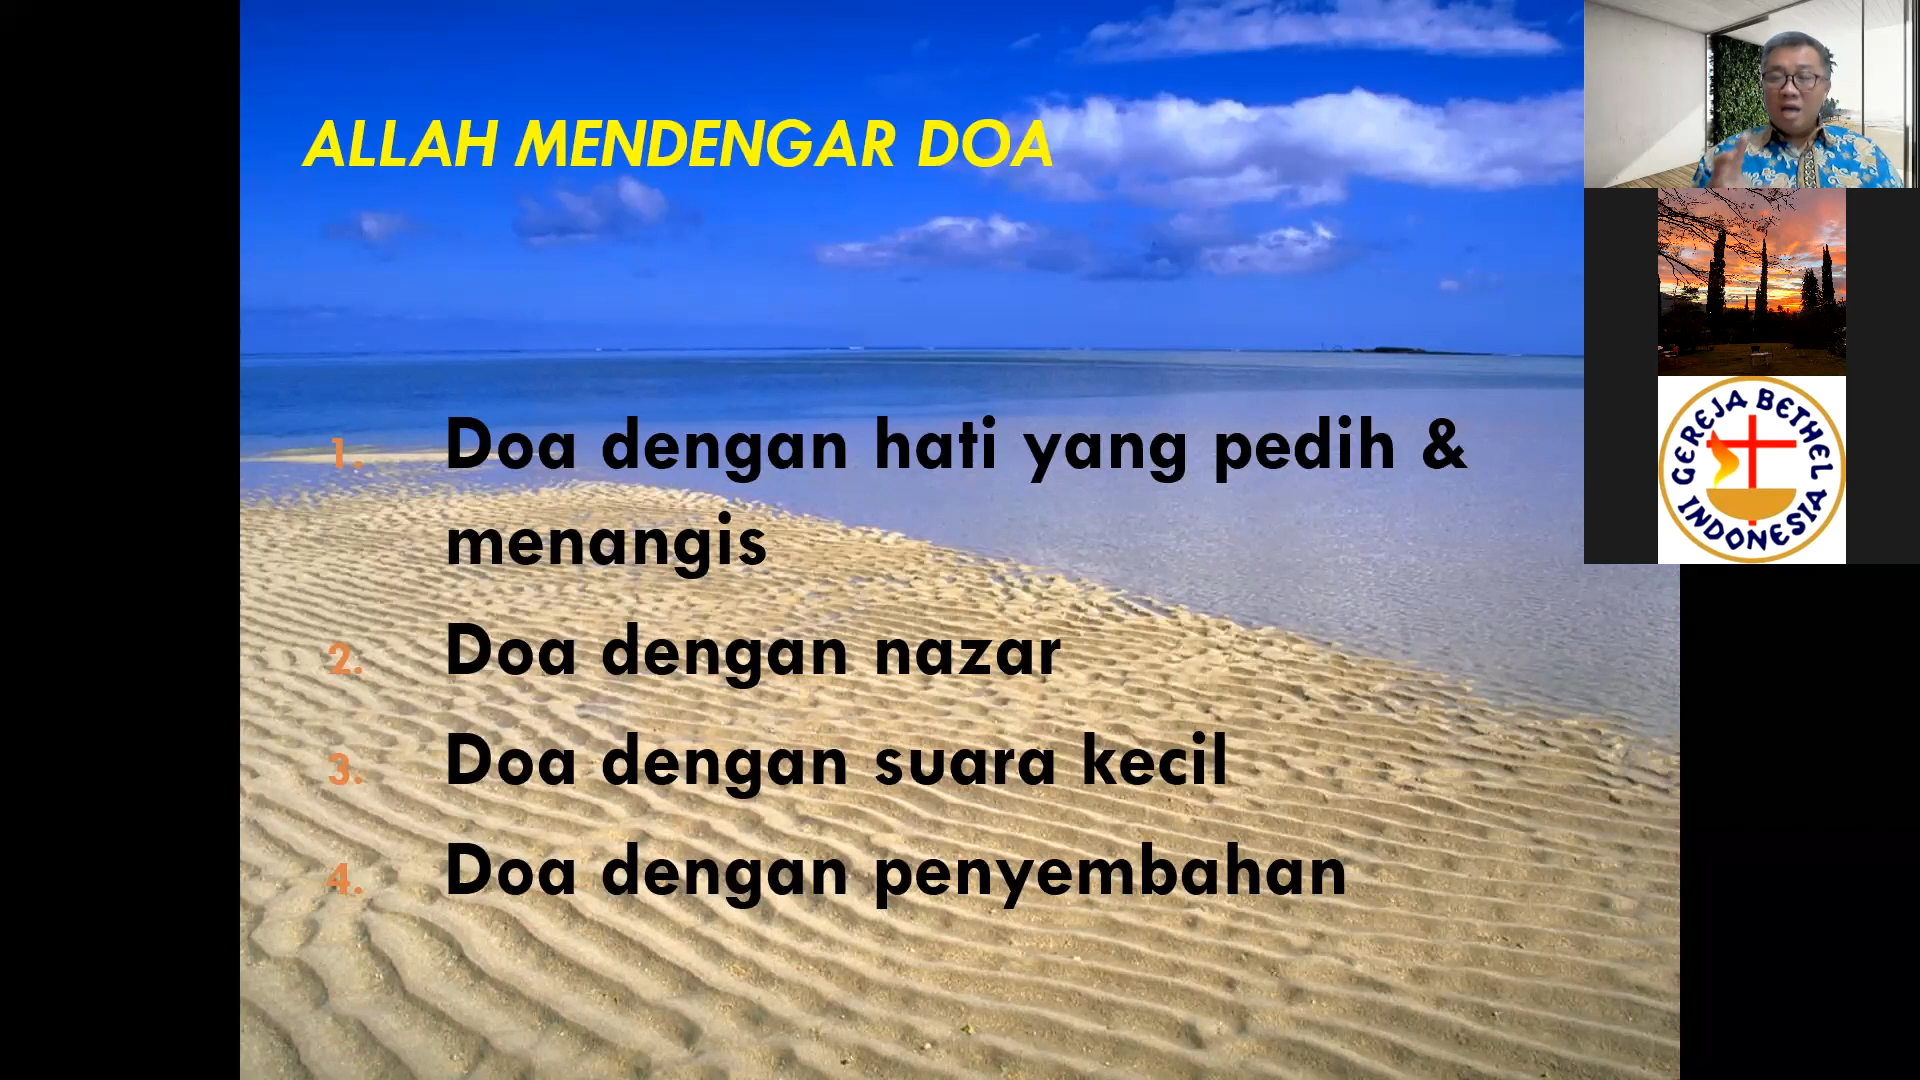 ALLAH MENDENGAR DOA
1. Doa dengan hati yang pedih &
menangis
2. Doa dengan nazar
3. Doa dengan suara kecil
4. Doa dengan penyembahan
GEREJA BETHEL
INDONESIA